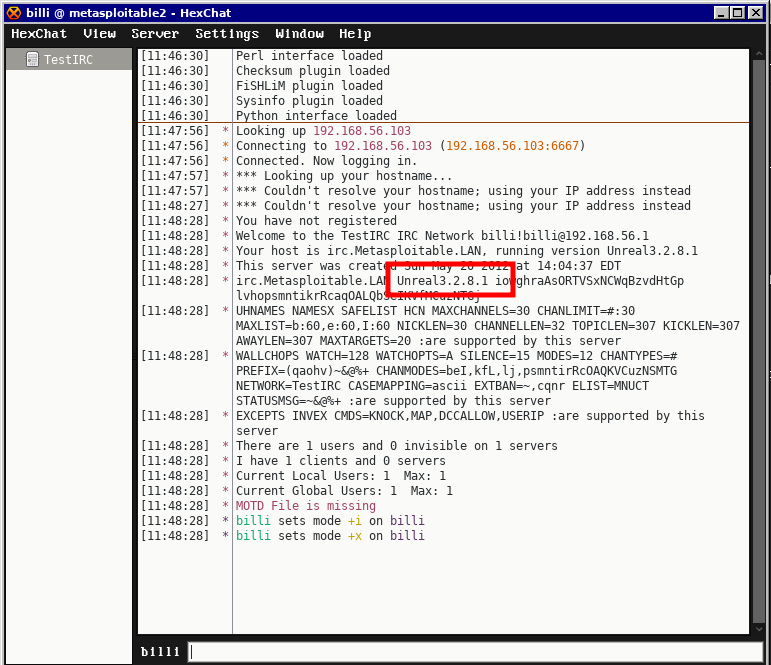 billi @ metasploitable2 - HexChat
HexChat View Server Settings Window Help
TestIRC
[11:46:30] Perl interface loaded
[11:46:30] Checksum plugin loaded
[11:46:30] FiSHLiM plugin loaded
[11:46:30] Sysinfo plugin loaded
[11:46:30] Python interface loaded
[11:47:56] * Looking up 192.168.56.103
[11:47:56] * Connecting to 192.168.56.103 (192.168.56.103:6667)
[11:47:56] * Connected. Now logging in.
[11:47:57] * *** Looking up your hostname...
[11:47:57] * *** Couldn't resolve your hostname; using your IP address instead
[11:48:27] * *** Couldn't resolve your hostname; using your IP address instead
[11:48:28] * You have not registered
[11:48:28] * Welcome to the TestIRC IRC Network billi!billi@192.168.56.1
[11:48:28] * Your host is irc.Metasploitable.LAN, running version Unreal3.2.8.1
[11:48:28] * This server was created Sun May 20 2012 at 14:04:37 EDT
[11:48:28] * irc.Metasploitable.LAN Unreal3.2.8.1 iowghraAsORTVSxNCWqBzvdHtGp
[11:48:28] * UHNAMES NAMESX SAFELIST HCN MAXCHANNELS=30 CHANLIMIT=#:30
MAXLIST=b:60,e:60,I:60 NICKLEN=30 CHANNELLEN=32 TOPICLEN=307 KICKLEN=307
AWAYLEN=307 MAXTARGETS=20 :are supported by this server
[11:48:28] * WALLCHOPS WATCH=128 WATCHOPTS=A SILENCE=15 MODES=12 CHANTYPES=#
PREFIX=(qaohv)~&@%+ CHANMODES=beI,kfL,lj,psmntirRcOAQKVCuzNSMTG
NETWORK=TestIRC CASEMAPPING=ascii EXTBAN=~,cqnr ELIST=MNUCT
STATUSMSG=~&@%+ :are supported by this server
[11:48:28] * EXCEPTS INVEX CMDS=KNOCK,MAP,DCCALLOW,USERIP :are supported by this
server
[11:48:28] * There are 1 users and 0 invisible on 1 servers
[11:48:28] * I have 1 clients and 0 servers
[11:48:28] * Current Local Users: 1 Max: 1
[11:48:28] * Current Global Users: 1 Max: 1
[11:48:28] * MOTD File is missing
[11:48:28] * billi sets mode +i on billi
[11:48:28] * billi sets mode +x on billi
billi